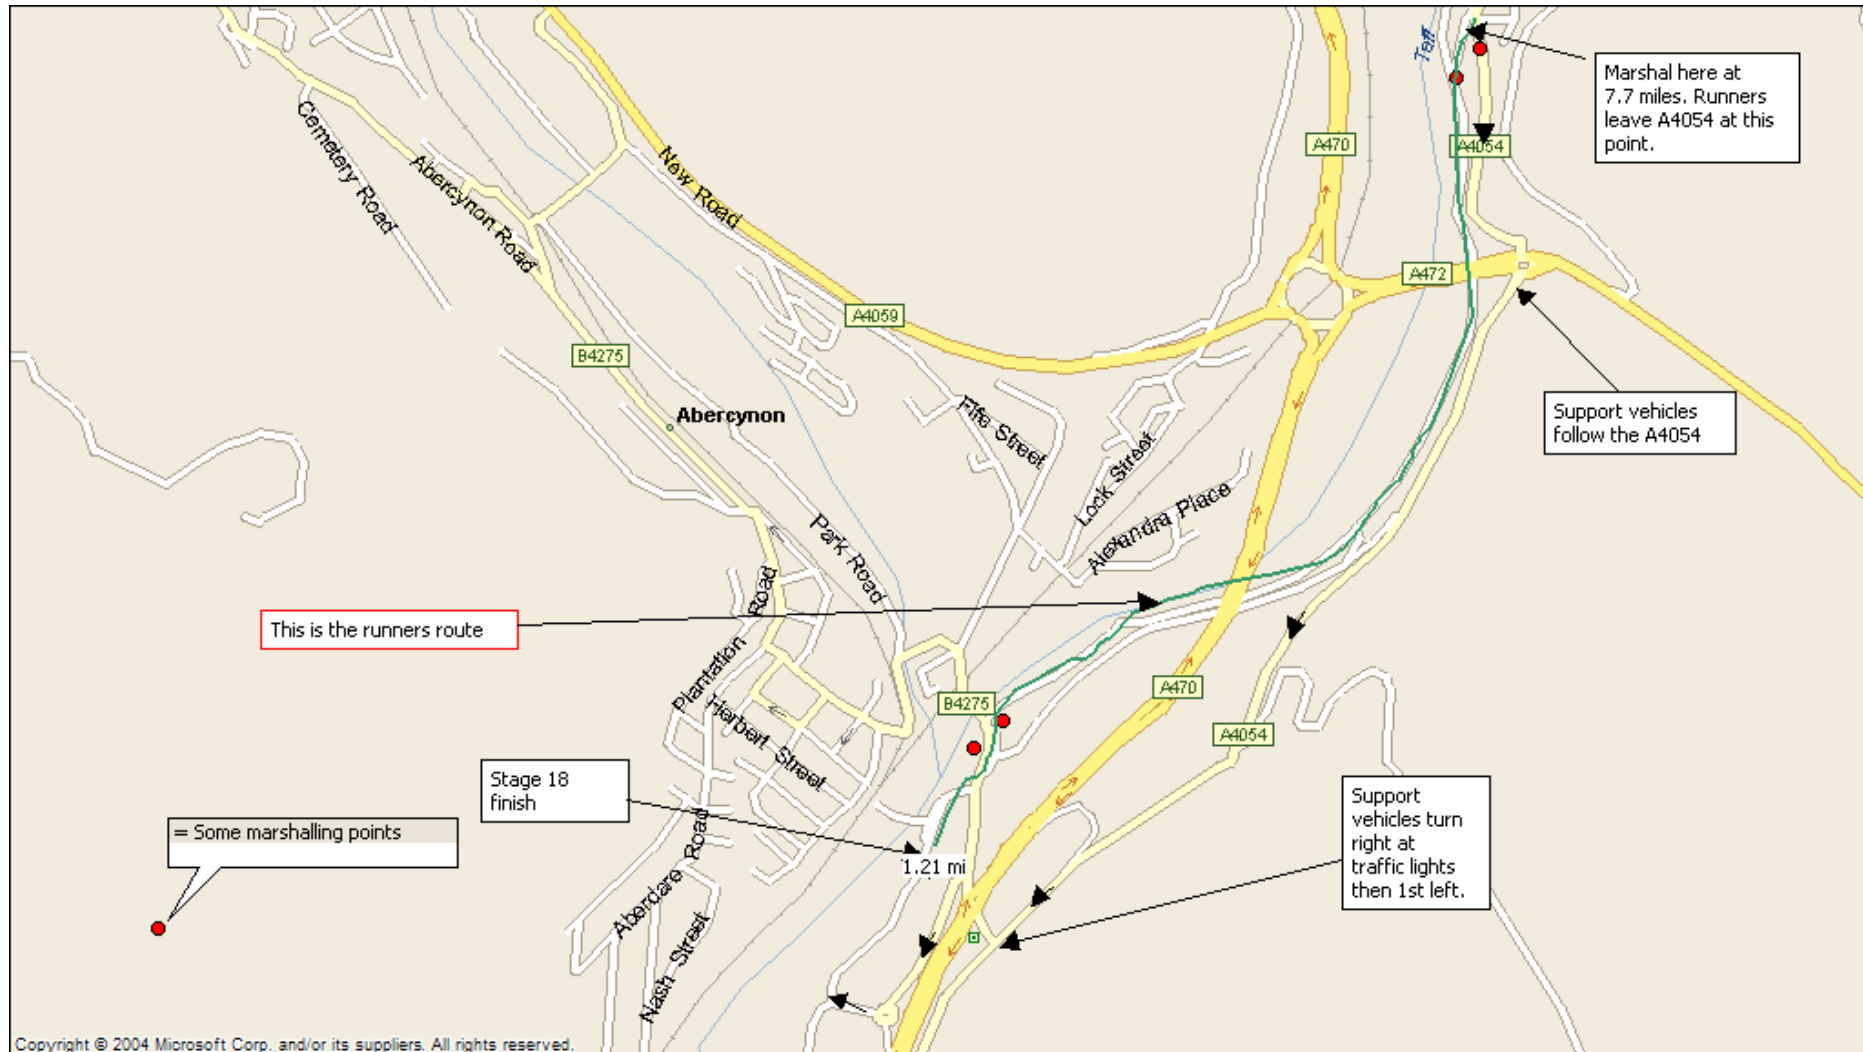 Taff
Marshal here at
7.7 miles. Runners
leave A4054 at this
point.
A470
A4054
Cemetery Road
Abercynon Road
New Road
A472
A4059
B4275
Abercynon
Fife Street
Support vehicles
follow the A4054
Lock Street
Alexandra Place
Park Road
This is the runners route
Plantation Road
B4275
A470
Herbert Street
A4054
Stage 18
finish
Support
vehicles turn
right at
traffic lights
then 1st left.
= Some marshalling points
1.21 mi
Aberdare Road
Nash Street
Copyright © 2004 Microsoft Corp. and/or its suppliers. All rights reserved.